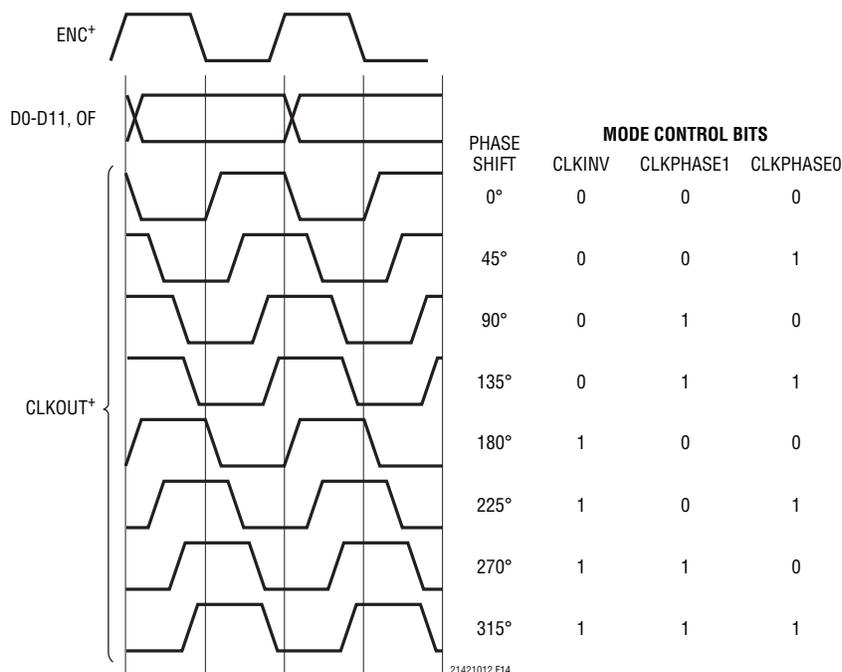 ENC+
D0-D11, OF
CLKOUT+
MODE CONTROL BITS
PHASE SHIFT CLKINV CLKPHASE1 CLKPHASE0
0° 0 0 0
45° 0 0 1
90° 0 1 0
135° 0 1 1
180° 1 0 0
225° 1 0 1
270° 1 1 0
315° 1 1 1
21421012 F14